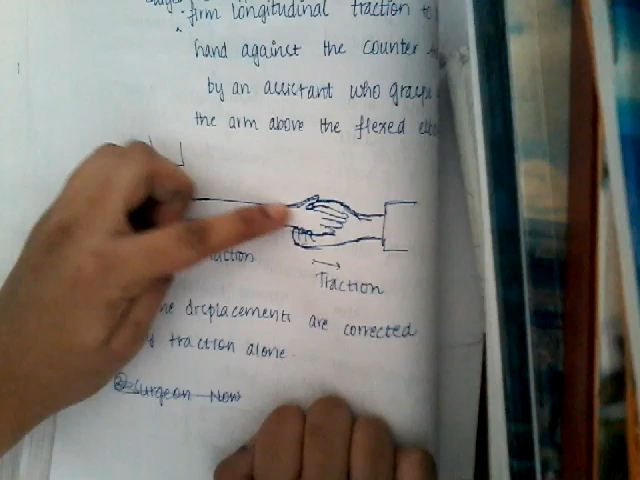 firm longitudinal traction to
hand against the counter
by an assistant who grasps
the arm above the flexed
Traction
displacements are corrected
traction alone.
Surgeon Now